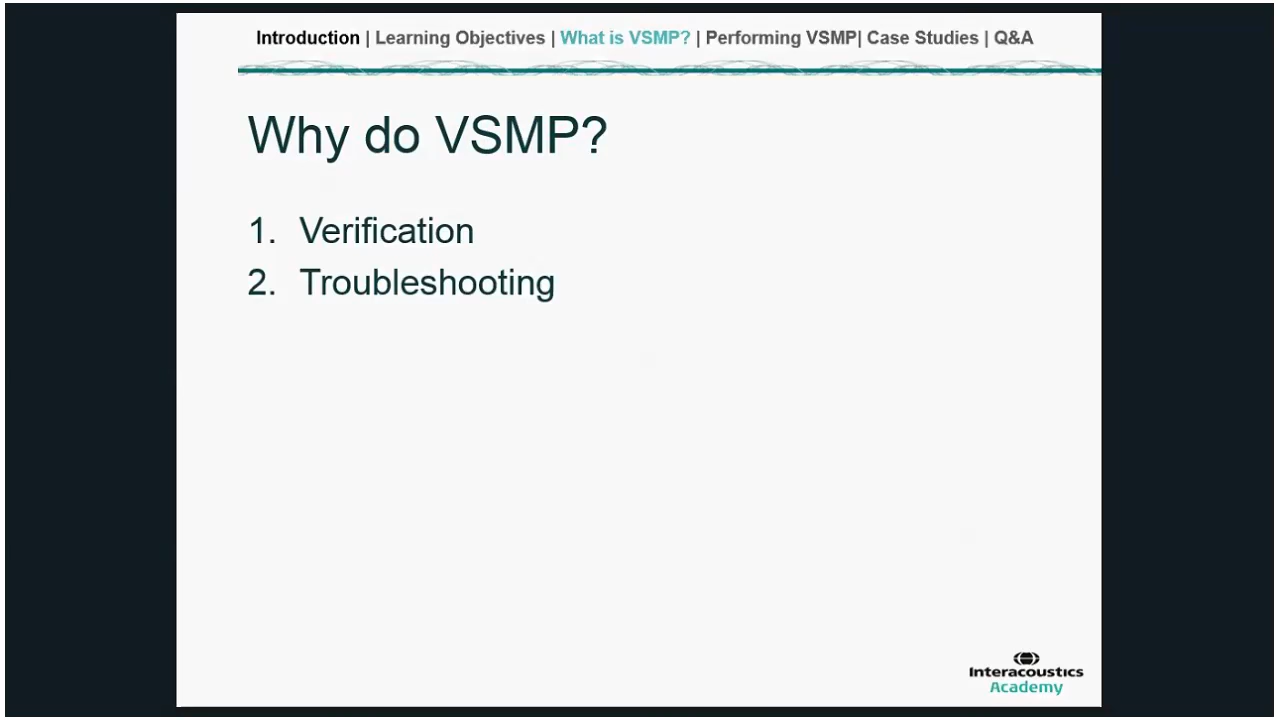 Introduction | Learning Objectives | What is VSMP? | Performing VSMP| Case Studies | Q&A
Why do VSMP?
1. Verification
2. Troubleshooting
Interacoustics
Academy